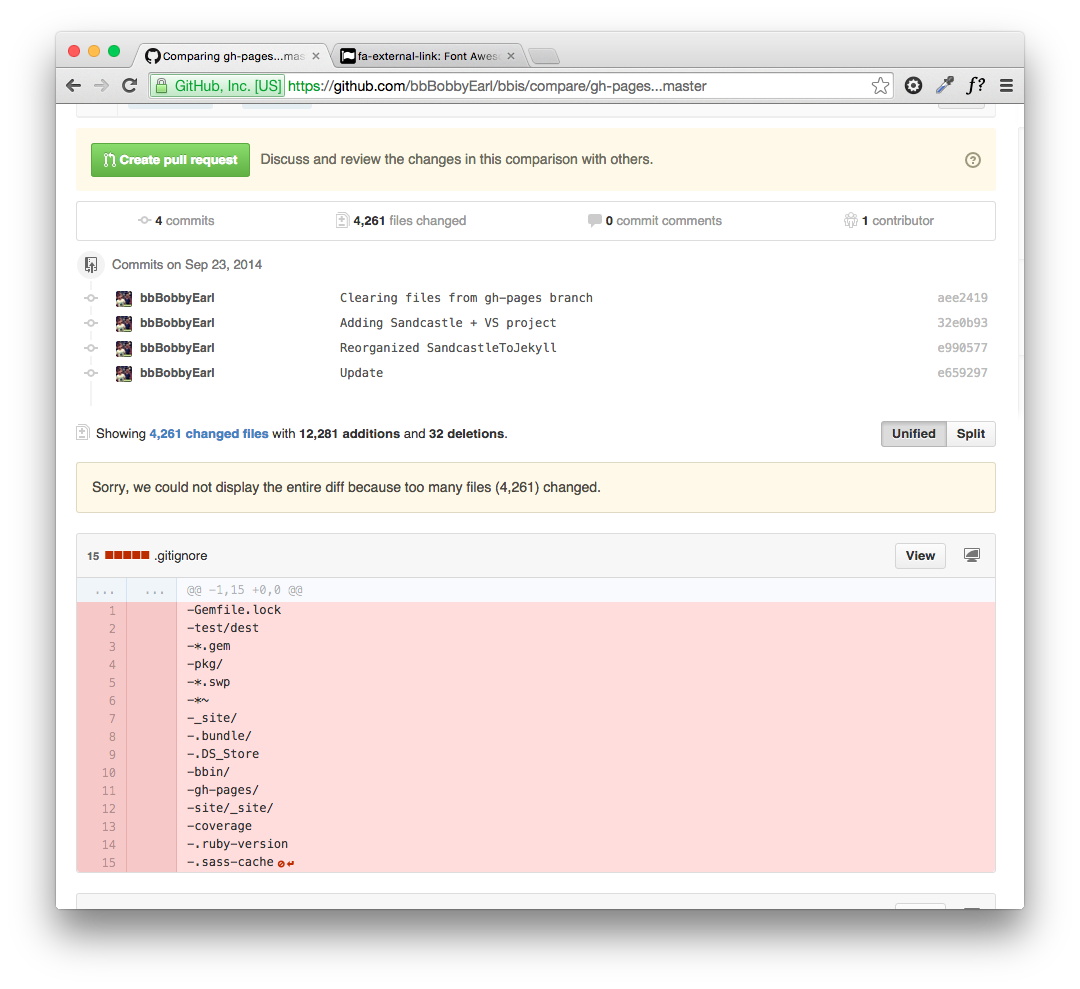 Comparing gh-pages...mas
fa-external-link: Font Awes
GitHub, Inc. [US] https://github.com/bbBobbyEarl/bbis/compare/gh-pages...master f?
Create pull request Discuss and review the changes in this comparison with others. ?
4 commits 4,261 files changed 0 commit comments 1 contributor
Commits on Sep 23, 2014
bbBobbyEarl Clearing files from gh-pages branch aee2419
bbBobbyEarl Adding Sandcastle + VS project 32e0b93
bbBobbyEarl Reorganized SandcastleToJekyll e990577
bbBobbyEarl Update e659297
Showing 4,261 changed files with 12,281 additions and 32 deletions. Unified Split
Sorry, we could not display the entire diff because too many files (4,261) changed.
15 .gitignore View
... ... @@ -1,15 +0,0 @@
1 -Gemfile.lock
2 -test/dest
3 -*.gem
4 -pkg/
5 -*.swp
6 -*~
7 -_site/
8 -.bundle/
9 -.DS_Store
10 -bbin/
11 -gh-pages/
12 -site/_site/
13 -coverage
14 -.ruby-version
15 -.sass-cache